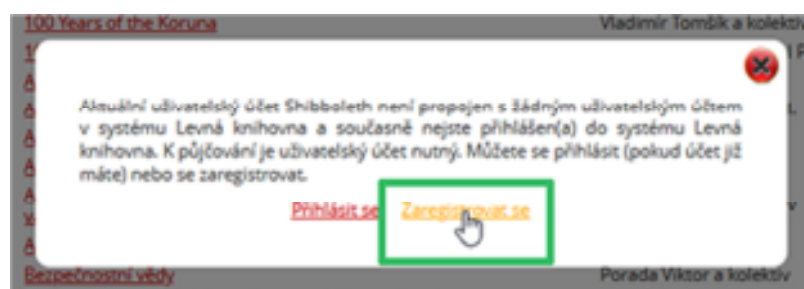 100 Years of the Koruna Vladimír Tomšík a kolektiv
Aktuální uživatelský účet Shibboleth není propojen s žádným uživatelským účtem
v systému Levná knihovna a současně nejste přihlášen(a) do systému Levná
knihovna. K půjčování je uživatelský účet nutný. Můžete se přihlásit (pokud účet již
máte) nebo se zaregistrovat.
Přihlásit se Zaregistrovat se
Bezpečnostní vědy Porada Viktor a kolektiv